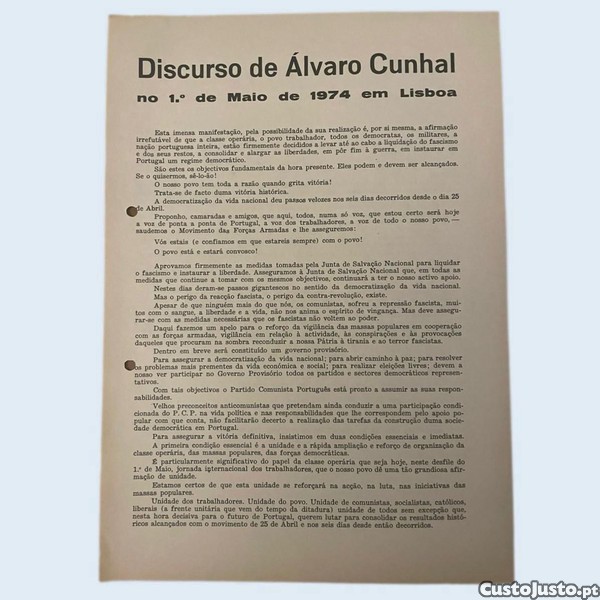 Discurso de Álvaro Cunhal
no 1.º de Maio de 1974 em Lisboa
Esta imensa manifestação, pela possibilidade da sua realização é, por si mesma, a afirmação
irrefutável de que a classe operária, o povo trabalhador, todos os democratas, os militares, a
nação portuguesa inteira, estão firmemente decididos a levar até ao cabo a liquidação do fascismo
e dos seus restos, a consolidar e alargar as liberdades, em pôr fim à guerra, em instaurar em
Portugal um regime democrático.
São estes os objectivos fundamentais da hora presente. Eles podem e devem ser alcançados.
Se o quisermos, sê-lo-ão!
O nosso povo tem toda a razão quando grita vitória!
Trata-se de facto duma vitória histórica.
A democratização da vida nacional deu passos velozes nos seis dias decorridos desde o dia 25
de Abril.
Proponho, camaradas e amigos, que aqui, todos, numa só voz, que estou certo será hoje
a voz de ponta a ponta de Portugal, a voz dos trabalhadores, a voz de todo o nosso povo, —
saudemos o Movimento das Forças Armadas e lhe asseguremos:
Vós estais (e confiamos em que estareis sempre) com o povo!
O povo está e estará convosco!
Aprovamos firmemente as medidas tomadas pela Junta de Salvação Nacional para liquidar
o fascismo e instaurar a liberdade. Asseguramos à Junta de Salvação Nacional que, em todas as
medidas que continue a tomar com os mesmos objectivos, continuará a ter o nosso activo apoio.
Nestes dias deram-se passos gigantescos no sentido da democratização da vida nacional.
Mas o perigo da reacção fascista, o perigo da contra-revolução, existe.
Apesar de que ninguém mais do que nós, os comunistas, sofreu a repressão fascista, mui-
tos com o sangue, a liberdade e a vida, não nos anima o espírito de vingança. Mas deve assegu-
rar-se com as medidas necessárias que os fascistas não voltem ao poder.
Daqui fazemos um apelo para o reforço da vigilância das massas populares em cooperação
com as forças armadas, vigilância em relação à actividade, às conspirações e às provocações
daqueles que procuram na sombra reconduzir a nossa Pátria à tirania e ao terror fascistas.
Dentro em breve será constituído um governo provisório.
Para assegurar a democratização da vida nacional; para abrir caminho à paz; para resolver
os problemas mais prementes da vida económica e social; para realizar eleições livres; devem a
nosso ver participar no Governo Provisório todos os partidos e sectores democráticos represen-
tativos.
Com tais objectivos o Partido Comunista Português está pronto a assumir as suas respon-
sabilidades.
Velhos preconceitos anticomunistas que pretendam ainda conduzir a uma participação condi-
cionada do P. C. P. na vida política e nas responsabilidades que lhe correspondem pelo apoio po-
pular com que conta, não facilitarão decerto a realização das tarefas da construção duma socie-
dade democrática em Portugal.
Para assegurar a vitória definitiva, insistimos em duas condições essenciais e imediatas.
A primeira condição essencial é a unidade e a rápida ampliação e reforço de organização da
classe operária, das massas populares, das forças democráticas.
É particularmente significativo do papel da classe operária que seja hoje, neste desfile do
1.º de Maio, jornada internacional dos trabalhadores, que o nosso povo dê uma tão grandiosa afir-
mação de unidade.
Estamos certos de que esta unidade se reforçará na acção, na luta, nas iniciativas das
massas populares.
Unidade dos trabalhadores. Unidade do povo. Unidade de comunistas, socialistas, católicos,
liberais (a frente unitária que vem do tempo da ditadura) unidade de todos sem excepção que,
nesta hora decisiva para o futuro de Portugal, querem lutar para consolidar os resultados histó-
ricos alcançados com o movimento de 25 de Abril e nos seis dias desde então decorridos.
CustoJusto.pt